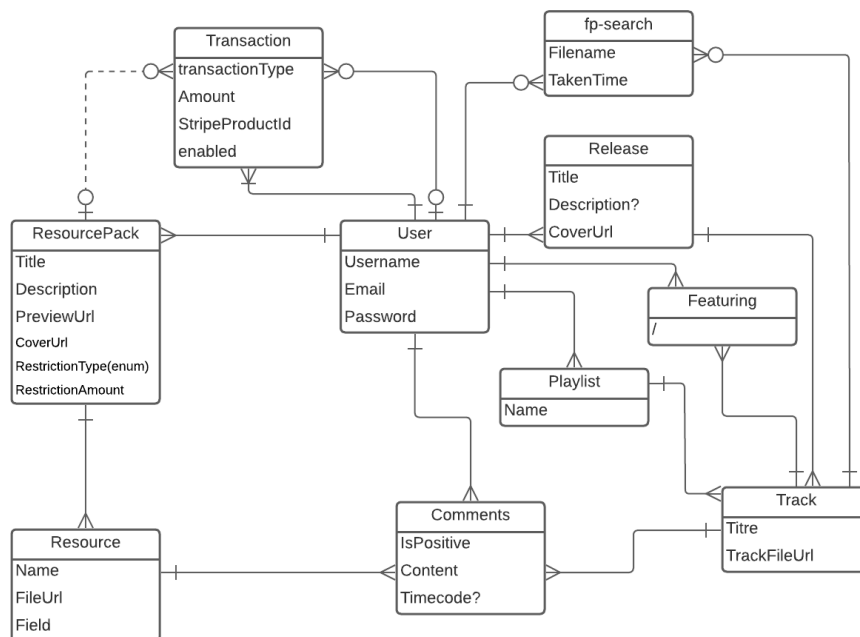 Transaction
transactionType
Amount
StripeProductId
enabled
fp-search
Filename
TakenTime
Release
Title
Description?
CoverUrl
ResourcePack
Title
Description
PreviewUrl
CoverUrl
RestrictionType(enum)
RestrictionAmount
User
Username
Email
Password
Featuring
/
Playlist
Name
Resource
Name
FileUrl
Field
Comments
IsPositive
Content
Timecode?
Track
Titre
TrackFileUrl